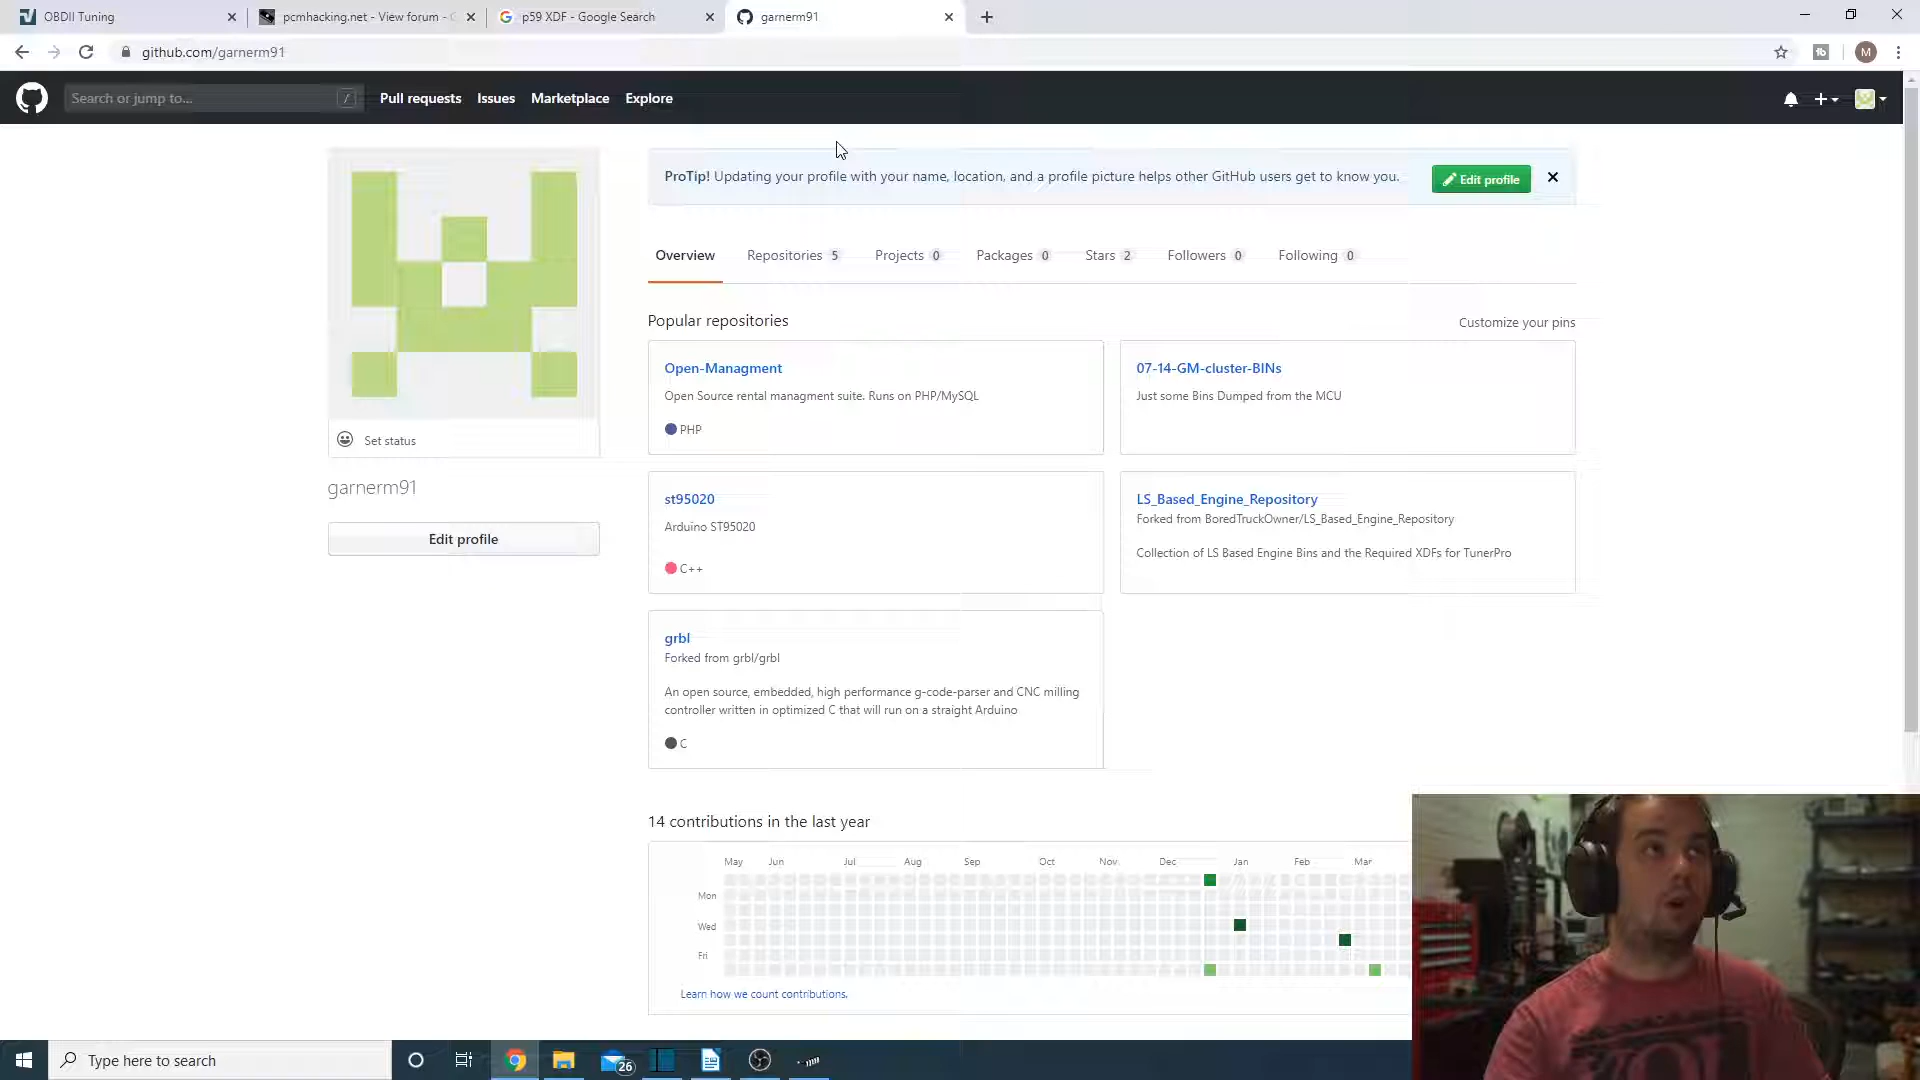 OBDII Tuning
pcmhacking.net - View forum - G
p59 XDF - Google Search
garnerm91
github.com/garnerm91
M
Search or jump to...
/
Pull requests
Issues
Marketplace
Explore
ProTip! Updating your profile with your name, location, and a profile picture helps other GitHub users get to know you.
Edit profile
Overview
Repositories 5
Projects 0
Packages 0
Stars 2
Followers 0
Following 0
Popular repositories
Customize your pins
Open-Managment
Open Source rental managment suite. Runs on PHP/MySQL
PHP
07-14-GM-cluster-BINs
Just some Bins Dumped from the MCU
Set status
garnerm91
Edit profile
st95020
Arduino ST95020
C++
LS_Based_Engine_Repository
Forked from BoredTruckOwner/LS_Based_Engine_Repository
Collection of LS Based Engine Bins and the Required XDFs for TunerPro
grbl
Forked from grbl/grbl
An open source, embedded, high performance g-code-parser and CNC milling
controller written in optimized C that will run on a straight Arduino
C
14 contributions in the last year
May Jun Jul Aug Sep Oct Nov Dec Jan Feb Mar
Mon
Wed
Fri
Learn how we count contributions.
Type here to search
26